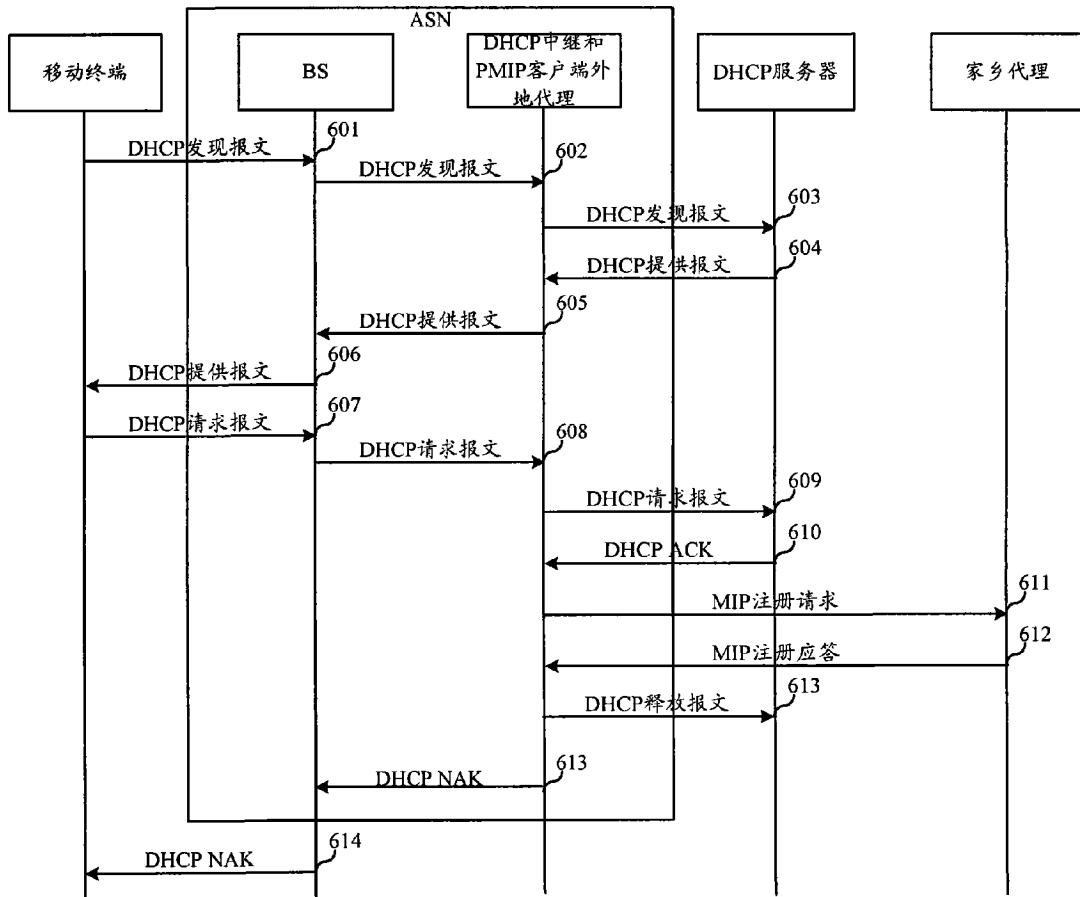 ASN
移动终端
BS
DHCP中继和
PMIP客户端外
地代理
DHCP服务器
家乡代理
601
DHCP发现报文
602
DHCP发现报文
603
DHCP发现报文
604
DHCP提供报文
605
DHCP提供报文
606
DHCP提供报文
607
DHCP请求报文
608
DHCP请求报文
609
DHCP请求报文
610
DHCP ACK
611
MIP注册请求
612
MIP注册应答
613
DHCP释放报文
613
DHCP NAK
614
DHCP NAK